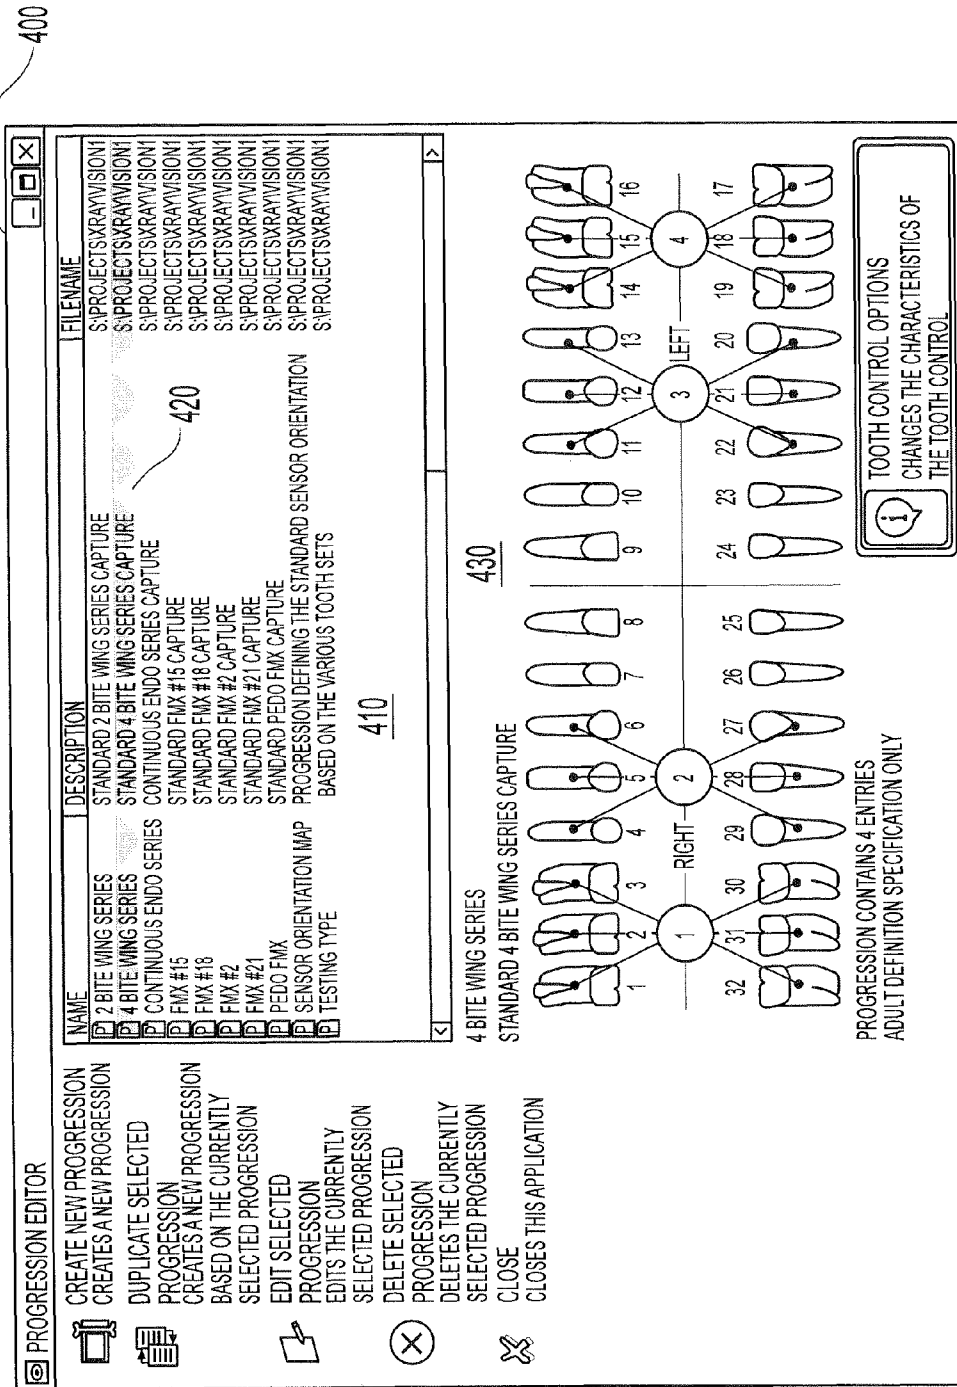 400
PROGRESSION EDITOR
CREATE NEW PROGRESSION
CREATES A NEW PROGRESSION
DUPLICATE SELECTED
PROGRESSION
CREATES A NEW PROGRESSION
BASED ON THE CURRENTLY
SELECTED PROGRESSION
EDIT SELECTED
PROGRESSION
EDITS THE CURRENTLY
SELECTED PROGRESSION
DELETE SELECTED
PROGRESSION
DELETES THE CURRENTLY
SELECTED PROGRESSION
CLOSE
CLOSES THIS APPLICATION
NAME DESCRIPTION FILENAME
P 2 BITE WING SERIES STANDARD 2 BITE WING SERIES CAPTURE S:\PROJECTS\XRAY\VISION1
P 4 BITE WING SERIES STANDARD 4 BITE WING SERIES CAPTURE S:\PROJECTS\XRAY\VISION1
P CONTINUOUS ENDO SERIES CONTINUOUS ENDO SERIES CAPTURE S:\PROJECTS\XRAY\VISION1
P FMX #15 STANDARD FMX #15 CAPTURE S:\PROJECTS\XRAY\VISION1
P FMX #18 STANDARD FMX #18 CAPTURE S:\PROJECTS\XRAY\VISION1
P FMX #2 STANDARD FMX #2 CAPTURE S:\PROJECTS\XRAY\VISION1
P FMX #21 STANDARD FMX #21 CAPTURE S:\PROJECTS\XRAY\VISION1
P PEDO FMX STANDARD PEDO FMX CAPTURE S:\PROJECTS\XRAY\VISION1
P SENSOR ORIENTATION MAP PROGRESSION DEFINING THE STANDARD SENSOR ORIENTATION S:\PROJECTS\XRAY\VISION1
P TESTING TYPE BASED ON THE VARIOUS TOOTH SETS S:\PROJECTS\XRAY\VISION1
420
410
4 BITE WING SERIES
430
STANDARD 4 BITE WING SERIES CAPTURE
1 2 3 4 5 6 7 8 9 10 11 12 13 14 15 16
1 RIGHT 2 3 LEFT 4
32 31 30 29 28 27 26 25 24 23 22 21 20 19 18 17
PROGRESSION CONTAINS 4 ENTRIES
ADULT DEFINITION SPECIFICATION ONLY
i
TOOTH CONTROL OPTIONS
CHANGES THE CHARACTERISTICS OF
THE TOOTH CONTROL